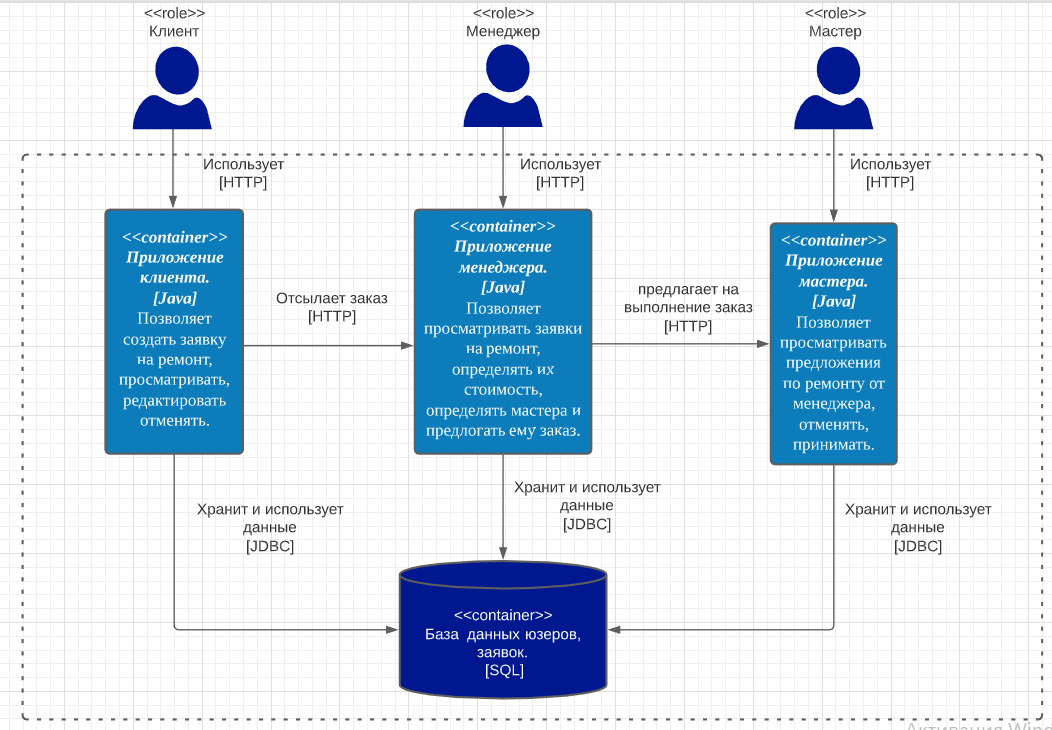 <<role>>
Клиент
<<role>>
Менеджер
<<role>>
Мастер
Использует
[HTTP]
Использует
[HTTP]
Использует
[HTTP]
<<container>>
Приложение
клиента.
[Java]
Позволяет
создать заявку
на ремонт,
просматривать,
редактировать
отменять.
Отсылает заказ
[HTTP]
<<container>>
Приложение
менеджера.
[Java]
Позволяет
просматривать заявки
на ремонт,
определять их
стоимость,
определять мастера и
предлогать ему заказ.
предлагает на
выполнение заказ
[HTTP]
<<container>>
Приложение
мастера.
[Java]
Позволяет
просматривать
предложения
по ремонту от
менеджера,
отменять,
принимать.
Хранит и использует
данные
[JDBC]
Хранит и использует
данные
[JDBC]
Хранит и использует
данные
[JDBC]
<<container>>
База данных юзеров,
заявок.
[SQL]
Активация